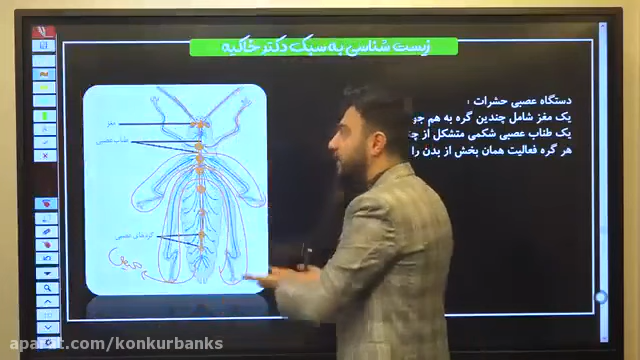 زیست شناسی به سبک دکتر خاکپه
دستگاه عصبی حشرات :
یک مغز شامل چندین گره به هم
یک طناب عصبی شکمی متشکل از
هر گره فعالیت همان بخش از بدن را
مغز
طناب عصبی
گره‌های عصبی
aparat.com/konkurbanks